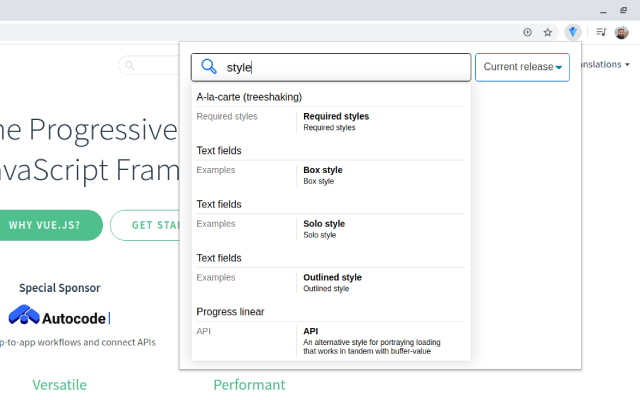 style
Current release
anslations
A-la-carte (treeshaking)
Required styles
Required styles
Required styles
Text fields
Examples
Box style
Box style
Text fields
Examples
Solo style
Solo style
Text fields
Examples
Outlined style
Outlined style
Progress linear
API
API
An alternative style for portraying loading
that works in tandem with buffer-value
he Progressive
avaScript Fram
WHY VUE.JS?
GET STA
Special Sponsor
Autocode
p-to-app workflows and connect APIs
Versatile
Performant